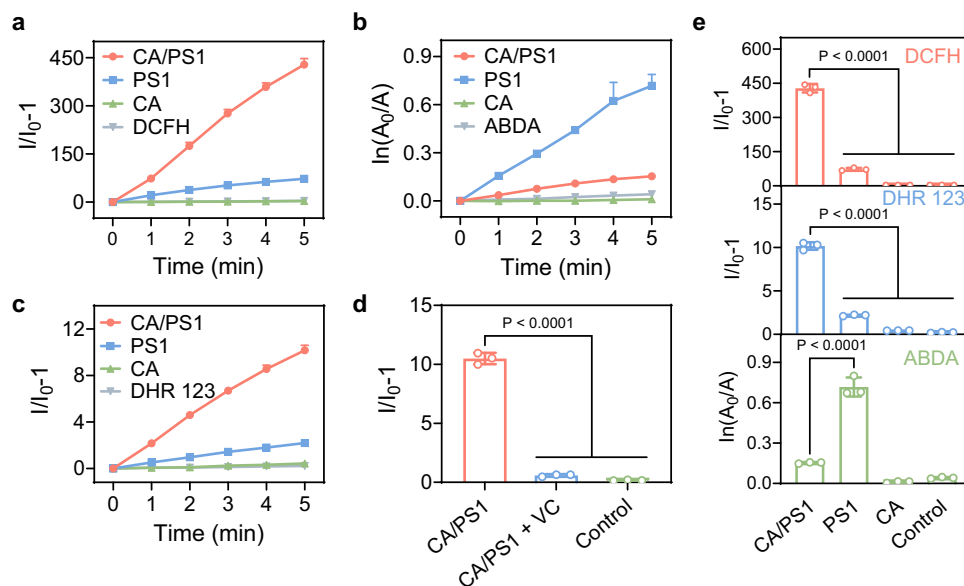 a
I/I₀-1
450
300
150
0
CA/PS1
PS1
CA
DCFH
0 1 2 3 4 5
Time (min)
b
ln(A₀/A)
0.9
0.6
0.3
0.0
CA/PS1
PS1
CA
ABDA
0 1 2 3 4 5
Time (min)
c
I/I₀-1
12
8
4
0
CA/PS1
PS1
CA
DHR 123
0 1 2 3 4 5
Time (min)
d
I/I₀-1
15
10
5
0
P < 0.0001
CA/PS1
CA/PS1 + VC
Control
e
I/I₀-1
600
450
300
150
0
P < 0.0001
DCFH
I/I₀-1
15
10
5
0
P < 0.0001
DHR 123
ln(A₀/A)
0.9
0.6
0.3
0.0
P < 0.0001
ABDA
CA/PS1
PS1
CA
Control